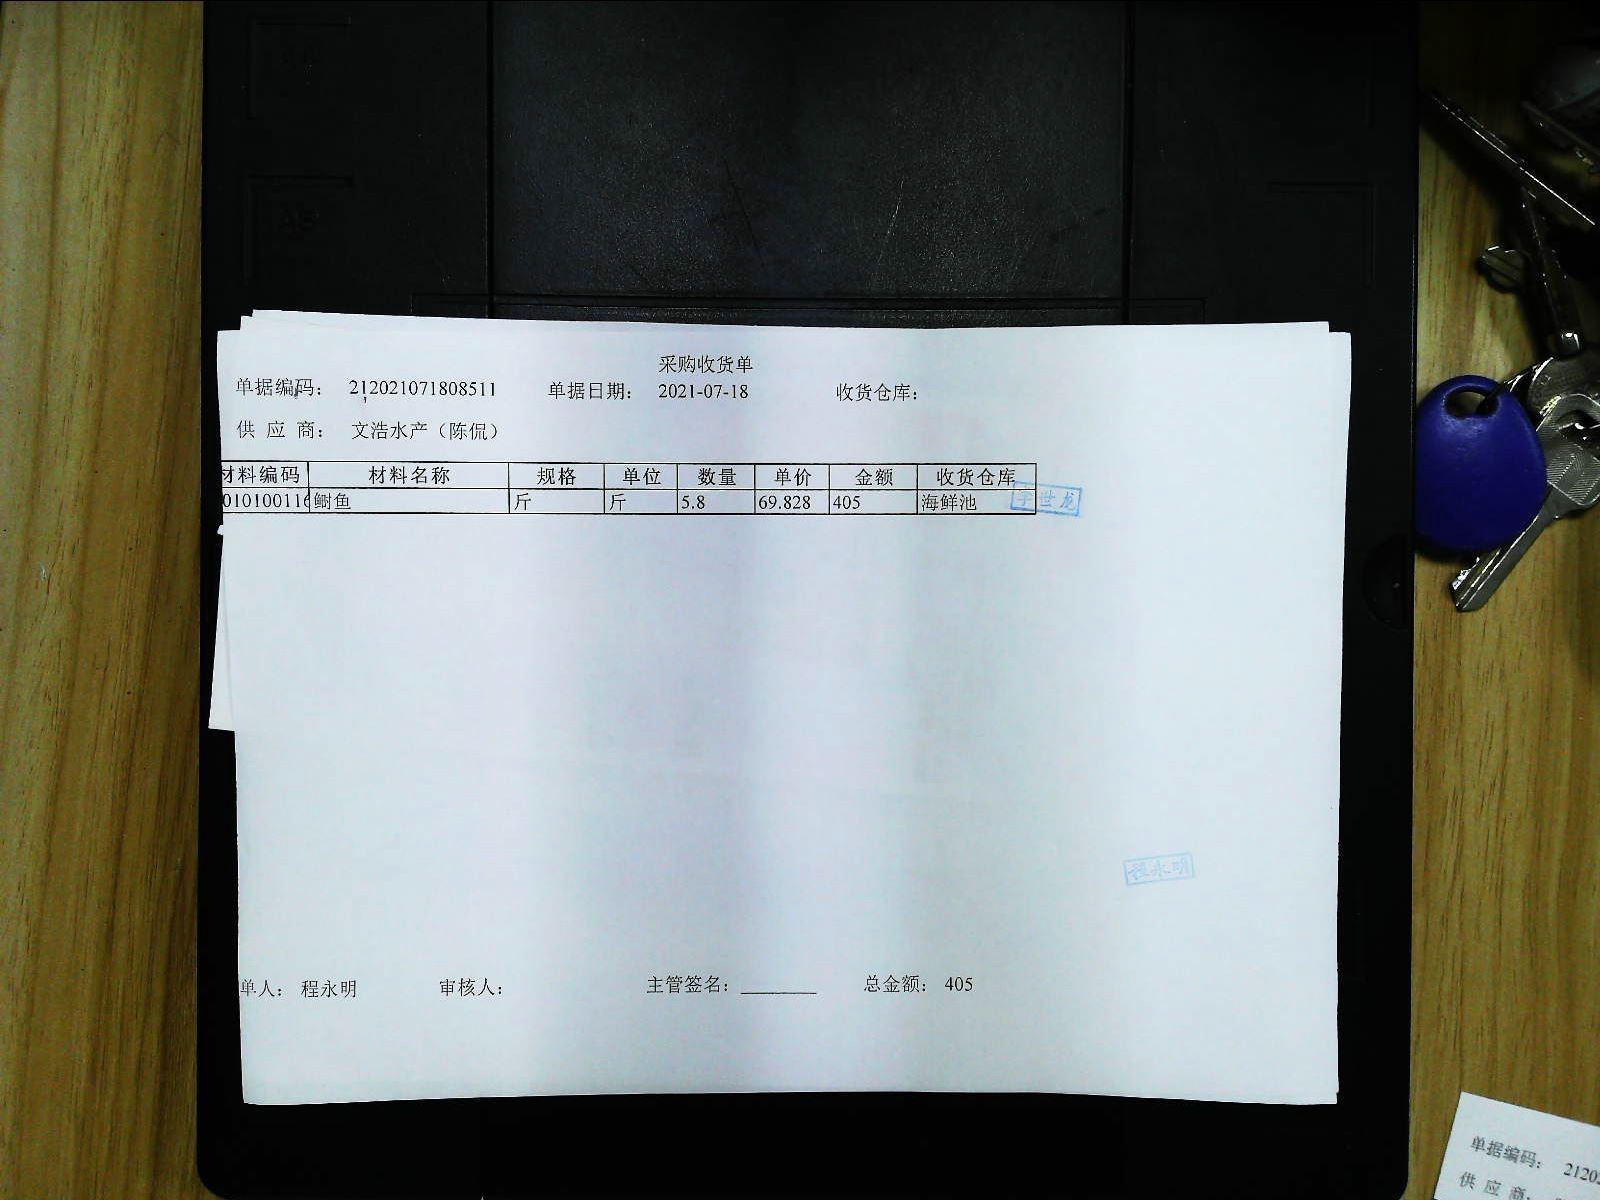 采购收货单
单据编码： 212021071808511 单据日期： 2021-07-18 收货仓库：
供 应 商： 文浩水产（陈侃）
材料编码 材料名称 规格 单位 数量 单价 金额 收货仓库
010100116 鲥鱼 斤 斤 5.8 69.828 405 海鲜池
世龙
程永明
单人： 程永明 审核人： 主管签名： 总金额： 405
单据编码： 2120
供 应 商：